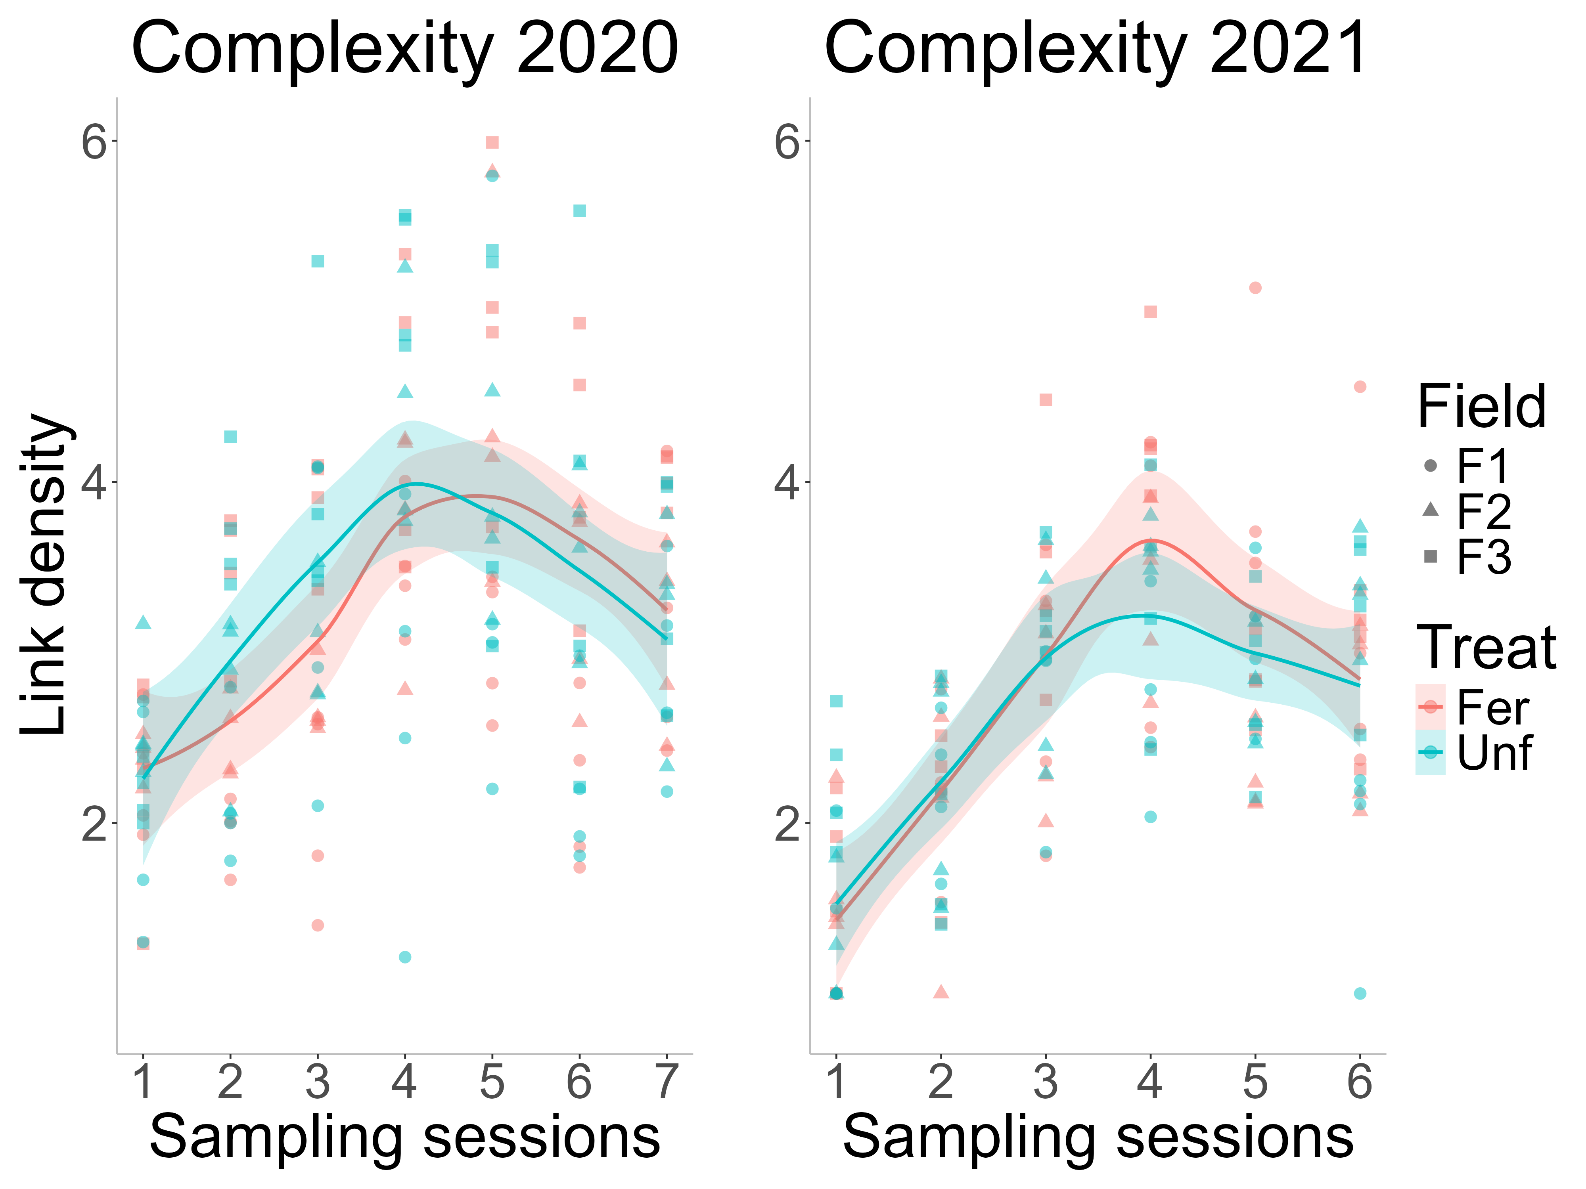 Complexity 2020
Complexity 2021
Link density
6
4
2
1 2 3 4 5 6 7
Sampling sessions
6
4
2
1 2 3 4 5 6
Sampling sessions
Field
F1
F2
F3
Treat
Fer
Unf